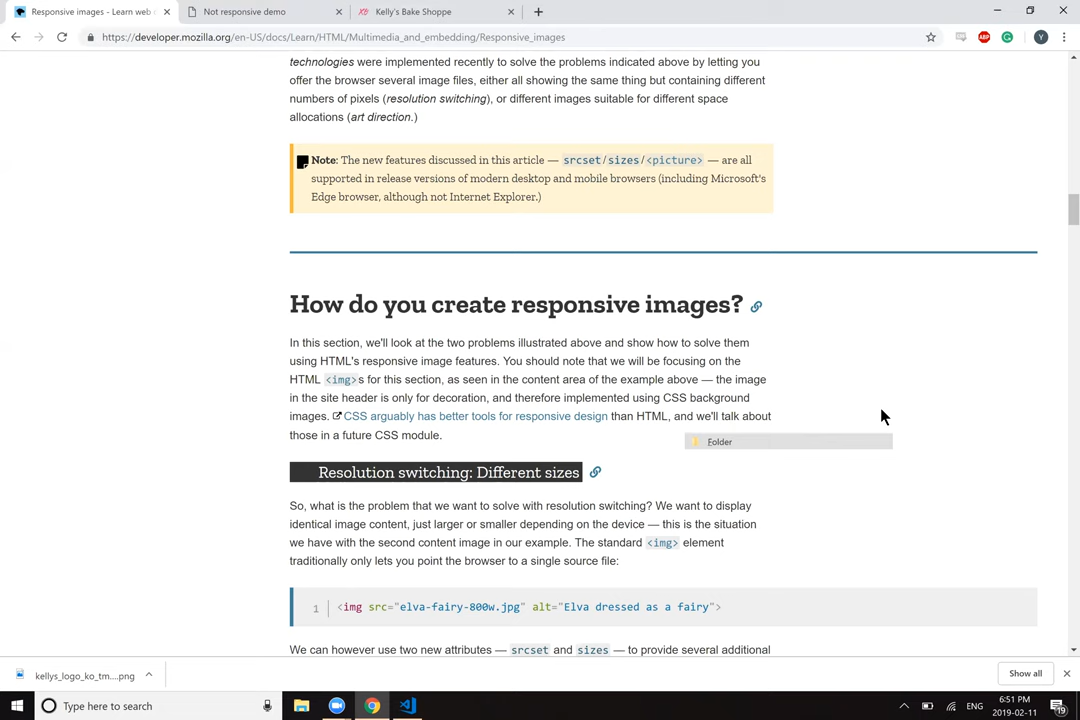 Responsive images - Learn web
Not responsive demo
KB Kelly's Bake Shoppe
https://developer.mozilla.org/en-US/docs/Learn/HTML/Multimedia_and_embedding/Responsive_images
ABP
Y
technologies were implemented recently to solve the problems indicated above by letting you
offer the browser several image files, either all showing the same thing but containing different
numbers of pixels (resolution switching), or different images suitable for different space
allocations (art direction.)
Note: The new features discussed in this article — srcset/sizes/<picture> — are all
supported in release versions of modern desktop and mobile browsers (including Microsoft's
Edge browser, although not Internet Explorer.)
How do you create responsive images?
In this section, we'll look at the two problems illustrated above and show how to solve them
using HTML's responsive image features. You should note that we will be focusing on the
HTML <img>s for this section, as seen in the content area of the example above — the image
in the site header is only for decoration, and therefore implemented using CSS background
images. CSS arguably has better tools for responsive design than HTML, and we'll talk about
those in a future CSS module.
Folder
Resolution switching: Different sizes
So, what is the problem that we want to solve with resolution switching? We want to display
identical image content, just larger or smaller depending on the device — this is the situation
we have with the second content image in our example. The standard <img> element
traditionally only lets you point the browser to a single source file:
1 <img src="elva-fairy-800w.jpg" alt="Elva dressed as a fairy">
We can however use two new attributes — srcset and sizes — to provide several additional
kellys_logo_ko_tm....png
Show all
Type here to search
ENG
6:51 PM
2019-02-11
19